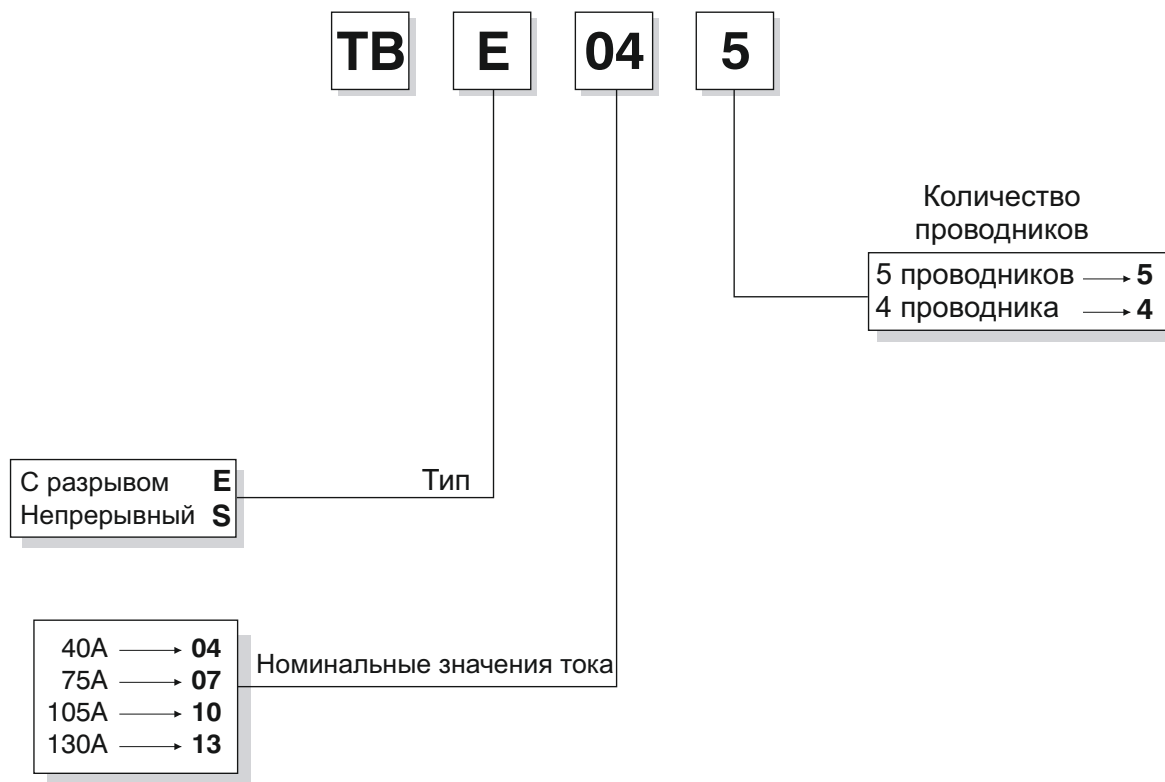 TB E 04 5
Количество
проводников
5 проводников → 5
4 проводника → 4
С разрывом E
Непрерывный S
Тип
40A → 04
75A → 07
105A → 10
130A → 13
Номинальные значения тока